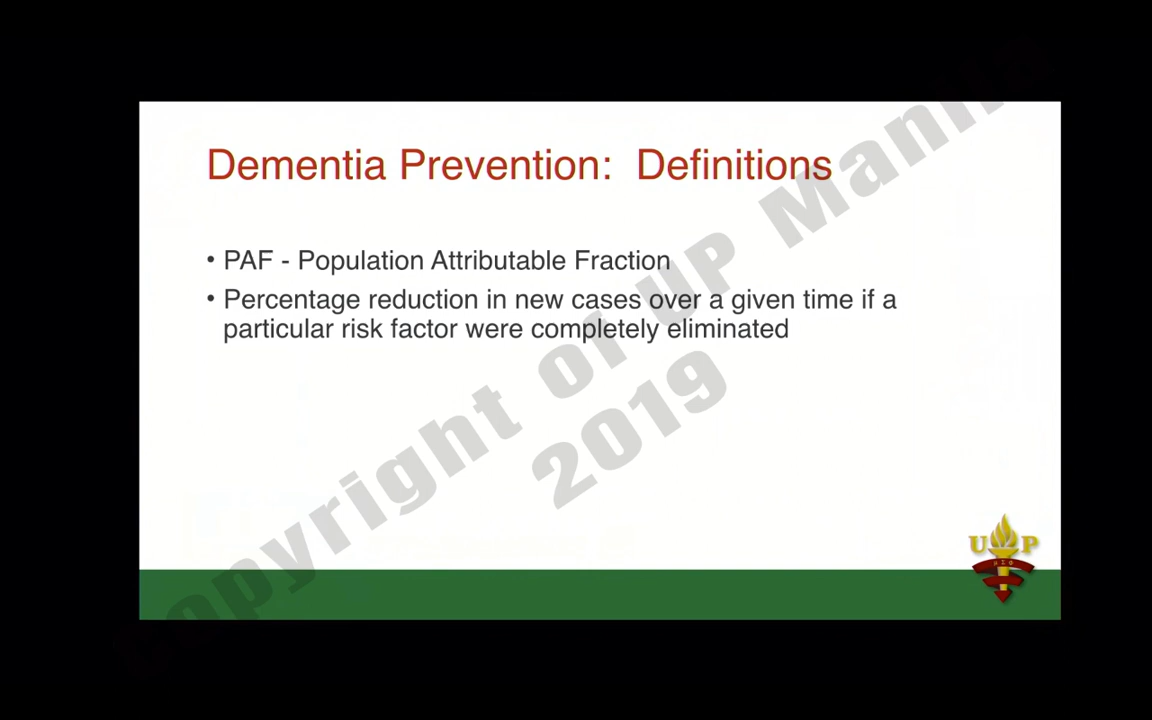 Dementia Prevention: Definitions
• PAF - Population Attributable Fraction
• Percentage reduction in new cases over a given time if a
particular risk factor were completely eliminated
Copyright of UP Manila
2019
U P